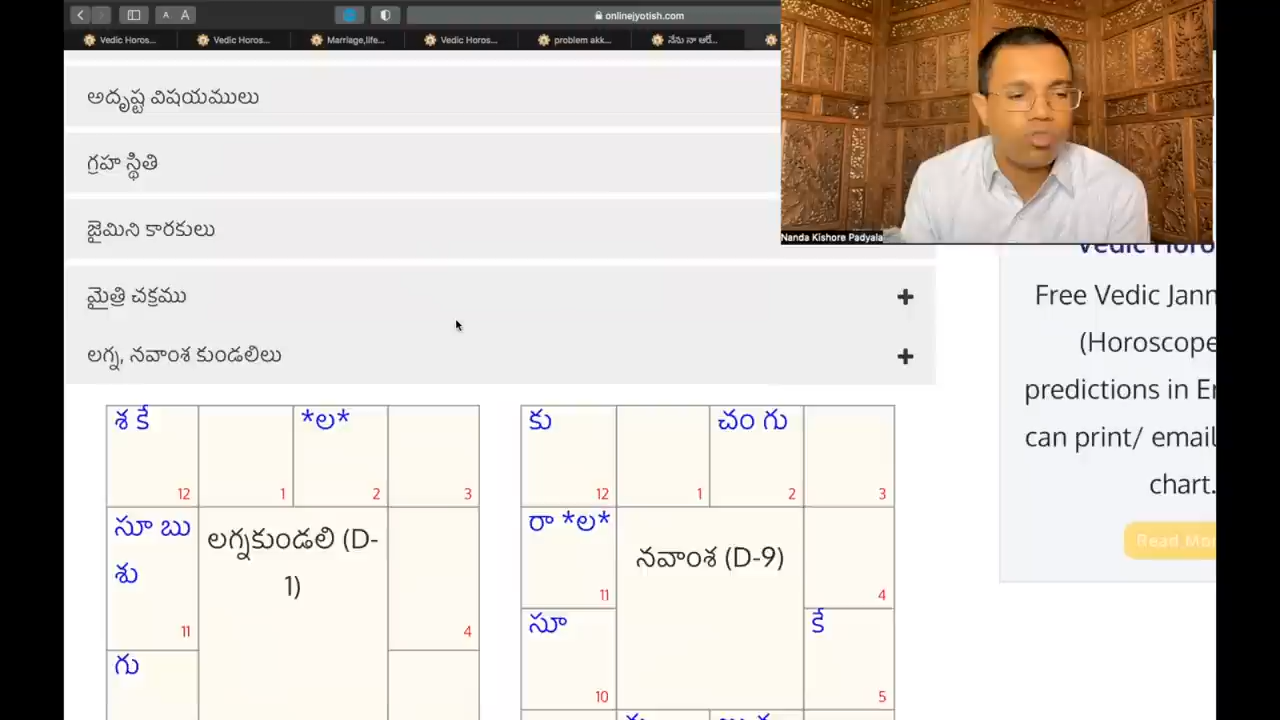 A A
onlinejyotish.com
Vedic Horos...
Vedic Horos...
Marriage,life...
Vedic Horos...
problem akk...
నేను నా ఆరో...
Nanda Kishore Padyala
అదృష్ట విషయములు
గ్రహ స్థితి
జైమిని కారకులు
మైత్రి చక్రము +
లగ్న, నవాంశ కుండలిలు +
శ కే
12
1
*ల*
2
3
సూ బు
శు
11
లగ్నకుండలి (D-
1)
4
గు
కు
12
1
చం గు
2
3
రా *ల*
11
నవాంశ (D-9)
4
సూ
10
కే
5
Free Vedic Jann
(Horoscope
predictions in Er
can print/ email
chart.